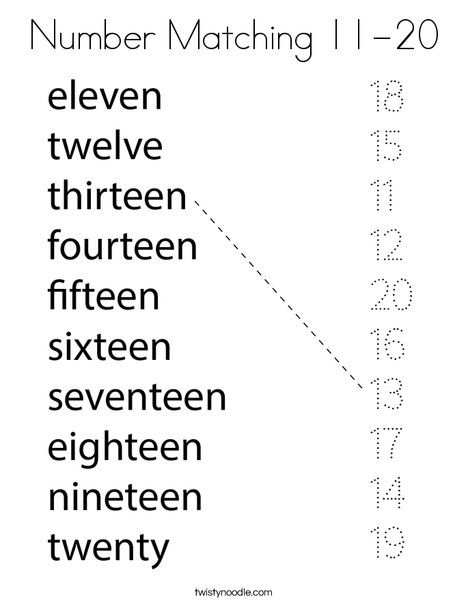 Number Matching 11-20
eleven 18
twelve 15
thirteen 11
fourteen 12
fifteen 20
sixteen 16
seventeen 13
eighteen 17
nineteen 14
twenty 19
twistynoodle.com